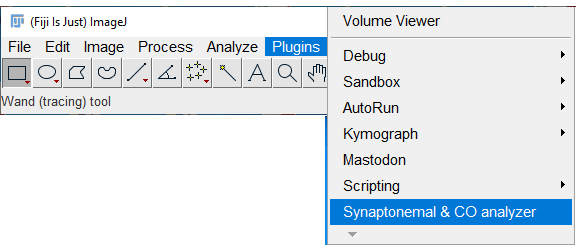 (Fiji Is Just) ImageJ
File Edit Image Process Analyze Plugins
Wand (tracing) tool
Volume Viewer
Debug
Sandbox
AutoRun
Kymograph
Mastodon
Scripting
Synaptonemal & CO analyzer